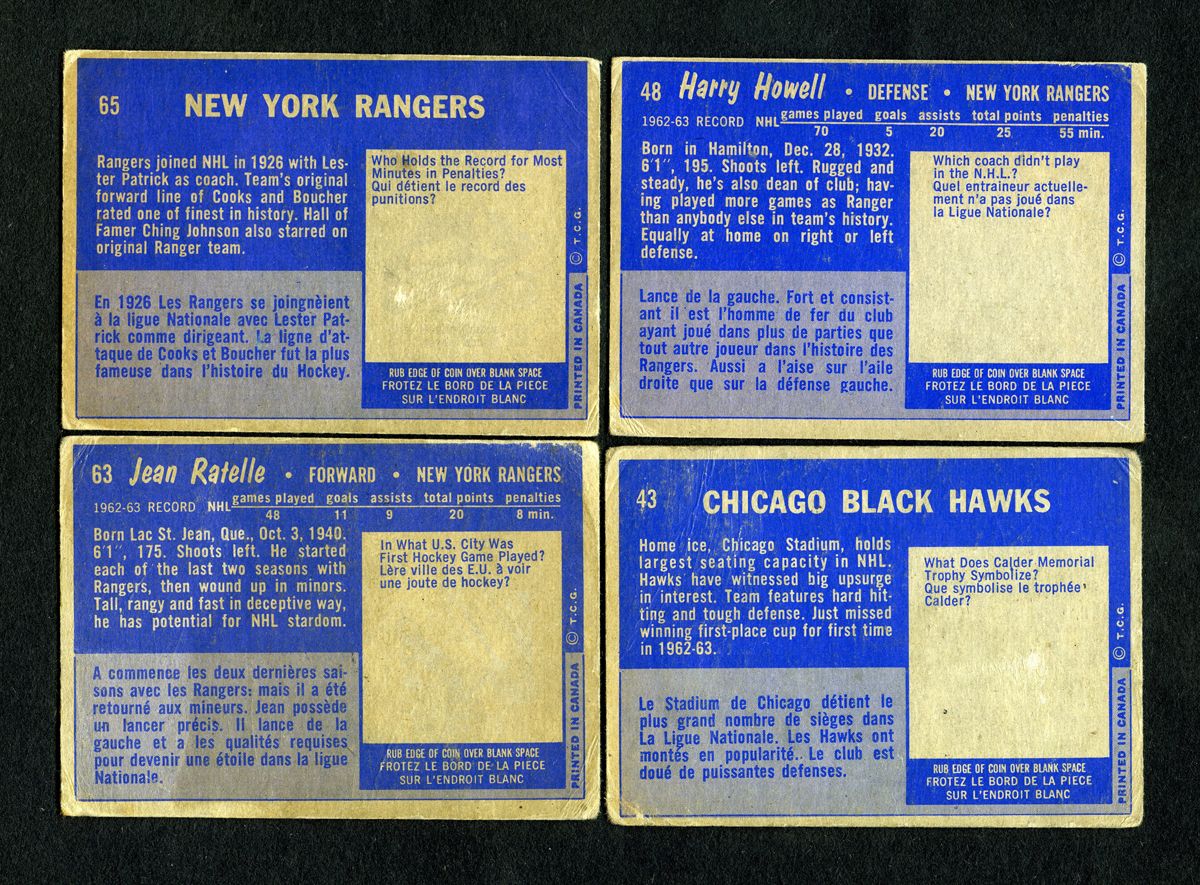 65
NEW YORK RANGERS
Rangers joined NHL in 1926 with Les-
ter Patrick as coach. Team's original
forward line of Cooks and Boucher
rated one of finest in history. Hall of
Famer Ching Johnson also starred on
original Ranger team.
En 1926 Les Rangers se joingnèient
à la ligue Nationale avec Lester Pat-
rick comme dirigeant. La ligne d'at-
taque de Cooks et Boucher fut la plus
fameuse dans l'histoire du Hockey.
Who Holds the Record for Most
Minutes in Penalties?
Qui détient le record des
punitions?
RUB EDGE OF COIN OVER BLANK SPACE
FROTEZ LE BORD DE LA PIECE
SUR L'ENDROIT BLANC
PRINTED IN CANADA © T.C.G.
48 Harry Howell • DEFENSE • NEW YORK RANGERS
1962-63 RECORD NHL games played goals assists total points penalties
70 5 20 25 55 min.
Born in Hamilton, Dec. 28, 1932.
6'1", 195. Shoots left. Rugged and
steady, he's also dean of club; hav-
ing played more games as Ranger
than anybody else in team's history.
Equally at home on right or left
defense.
Lance de la gauche. Fort et consist-
ant il est l'homme de fer du club
ayant joué dans plus de parties que
tout autre joueur dans l'histoire des
Rangers. Aussi a l'aise sur l'aile
droite que sur la défense gauche.
Which coach didn't play
in the N.H.L.?
Quel entraineur actuelle-
ment n'a pas joué dans
la Ligue Nationale?
RUB EDGE OF COIN OVER BLANK SPACE
FROTEZ LE BORD DE LA PIECE
SUR L'ENDROIT BLANC
PRINTED IN CANADA © T.C.G.
63 Jean Ratelle • FORWARD • NEW YORK RANGERS
1962-63 RECORD NHL games played goals assists total points penalties
48 11 9 20 8 min.
Born Lac St. Jean, Que., Oct. 3, 1940.
6'1", 175. Shoots left. He started
each of the last two seasons with
Rangers, then wound up in minors.
Tall, rangy and fast in deceptive way,
he has potential for NHL stardom.
A commence les deux dernières sai-
sons avec les Rangers: mais il a été
retourné aux mineurs. Jean possède
un lancer précis. Il lance de la
gauche et a les qualités requises
pour devenir une étoile dans la ligue
Nationale.
In What U.S. City Was
First Hockey Game Played?
Lère ville des E.U. à voir
une joute de hockey?
RUB EDGE OF COIN OVER BLANK SPACE
FROTEZ LE BORD DE LA PIECE
SUR L'ENDROIT BLANC
PRINTED IN CANADA © T.C.G.
43
CHICAGO BLACK HAWKS
Home ice, Chicago Stadium, holds
largest seating capacity in NHL.
Hawks have witnessed big upsurge
in interest. Team features hard hit-
ting and tough defense. Just missed
winning first-place cup for first time
in 1962-63.
Le Stadium de Chicago détient le
plus grand nombre de sièges dans
La Ligue Nationale. Les Hawks ont
montés en popularité. Le club est
doué de puissantes defenses.
What Does Calder Memorial
Trophy Symbolize?
Que symbolise le trophée
Calder?
RUB EDGE OF COIN OVER BLANK SPACE
FROTEZ LE BORD DE LA PIECE
SUR L'ENDROIT BLANC
PRINTED IN CANADA © T.C.G.